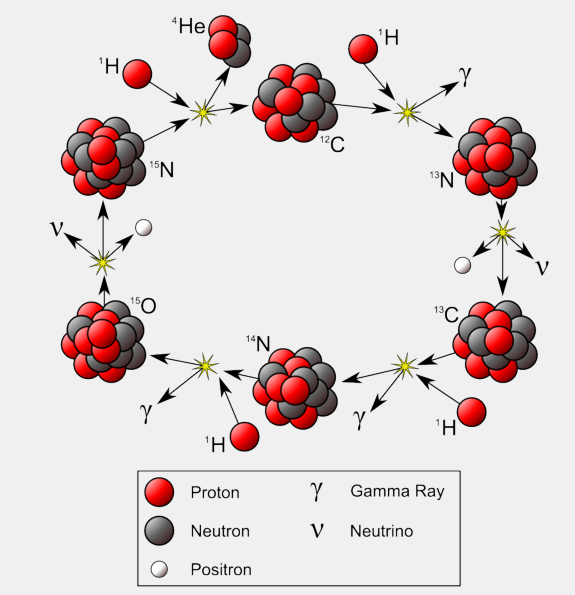 ⁴He
¹H
¹H
γ
¹²C
¹⁵N
¹³N
ν
ν
¹⁵O
¹³C
¹⁴N
γ
γ
¹H
¹H
Proton γ Gamma Ray
Neutron ν Neutrino
Positron